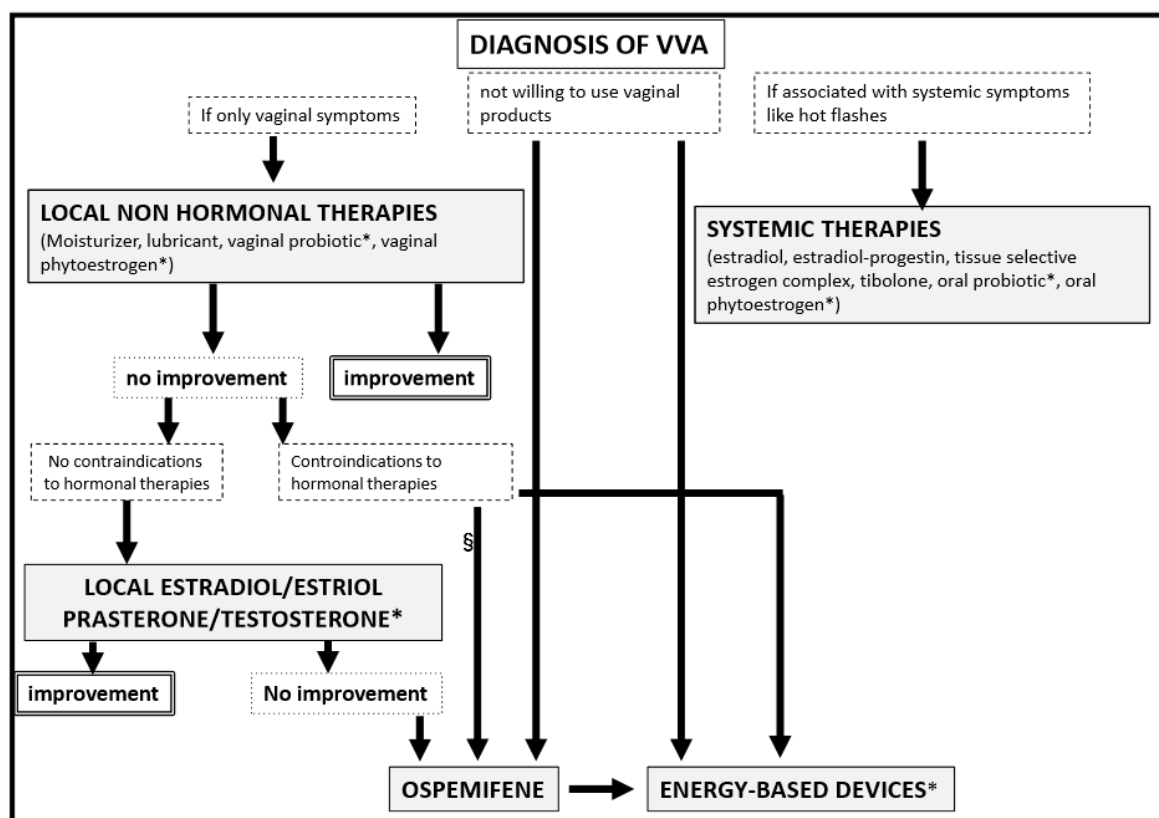 DIAGNOSIS OF VVA
If only vaginal symptoms
not willing to use vaginal
products
If associated with systemic symptoms
like hot flashes
LOCAL NON HORMONAL THERAPIES
(Moisturizer, lubricant, vaginal probiotic*, vaginal
phytoestrogen*)
SYSTEMIC THERAPIES
(estradiol, estradiol-progestin, tissue selective
estrogen complex, tibolone, oral probiotic*, oral
phytoestrogen*)
no improvement
improvement
No contraindications
to hormonal therapies
Controindications to
hormonal therapies
§
LOCAL ESTRADIOL/ESTRIOL
PRASTERONE/TESTOSTERONE*
improvement
No improvement
OSPEMIFENE
ENERGY-BASED DEVICES*